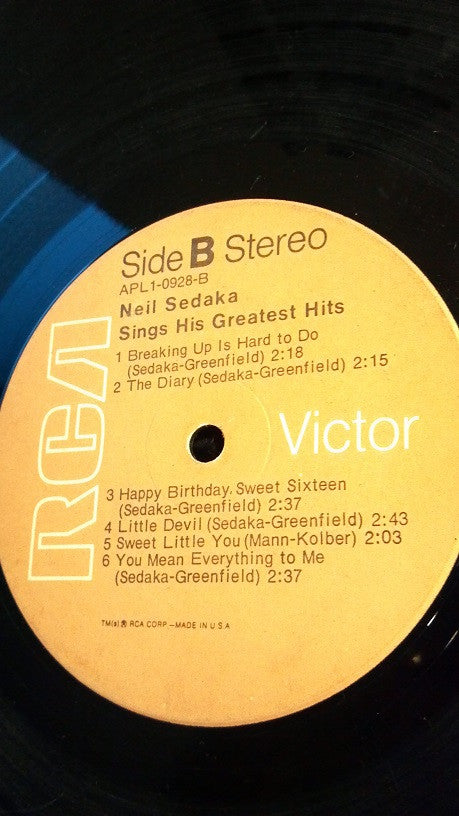 Side B Stereo
APL1-0928-B
Neil Sedaka
Sings His Greatest Hits
1 Breaking Up Is Hard to Do
(Sedaka-Greenfield) 2:18
2 The Diary (Sedaka-Greenfield) 2:15
RCA
Victor
3 Happy Birthday, Sweet Sixteen
(Sedaka-Greenfield) 2:37
4 Little Devil (Sedaka-Greenfield) 2:43
5 Sweet Little You (Mann-Kolber) 2:03
6 You Mean Everything to Me
(Sedaka-Greenfield) 2:37
TM(s) ® RCA CORP.—MADE IN U.S.A